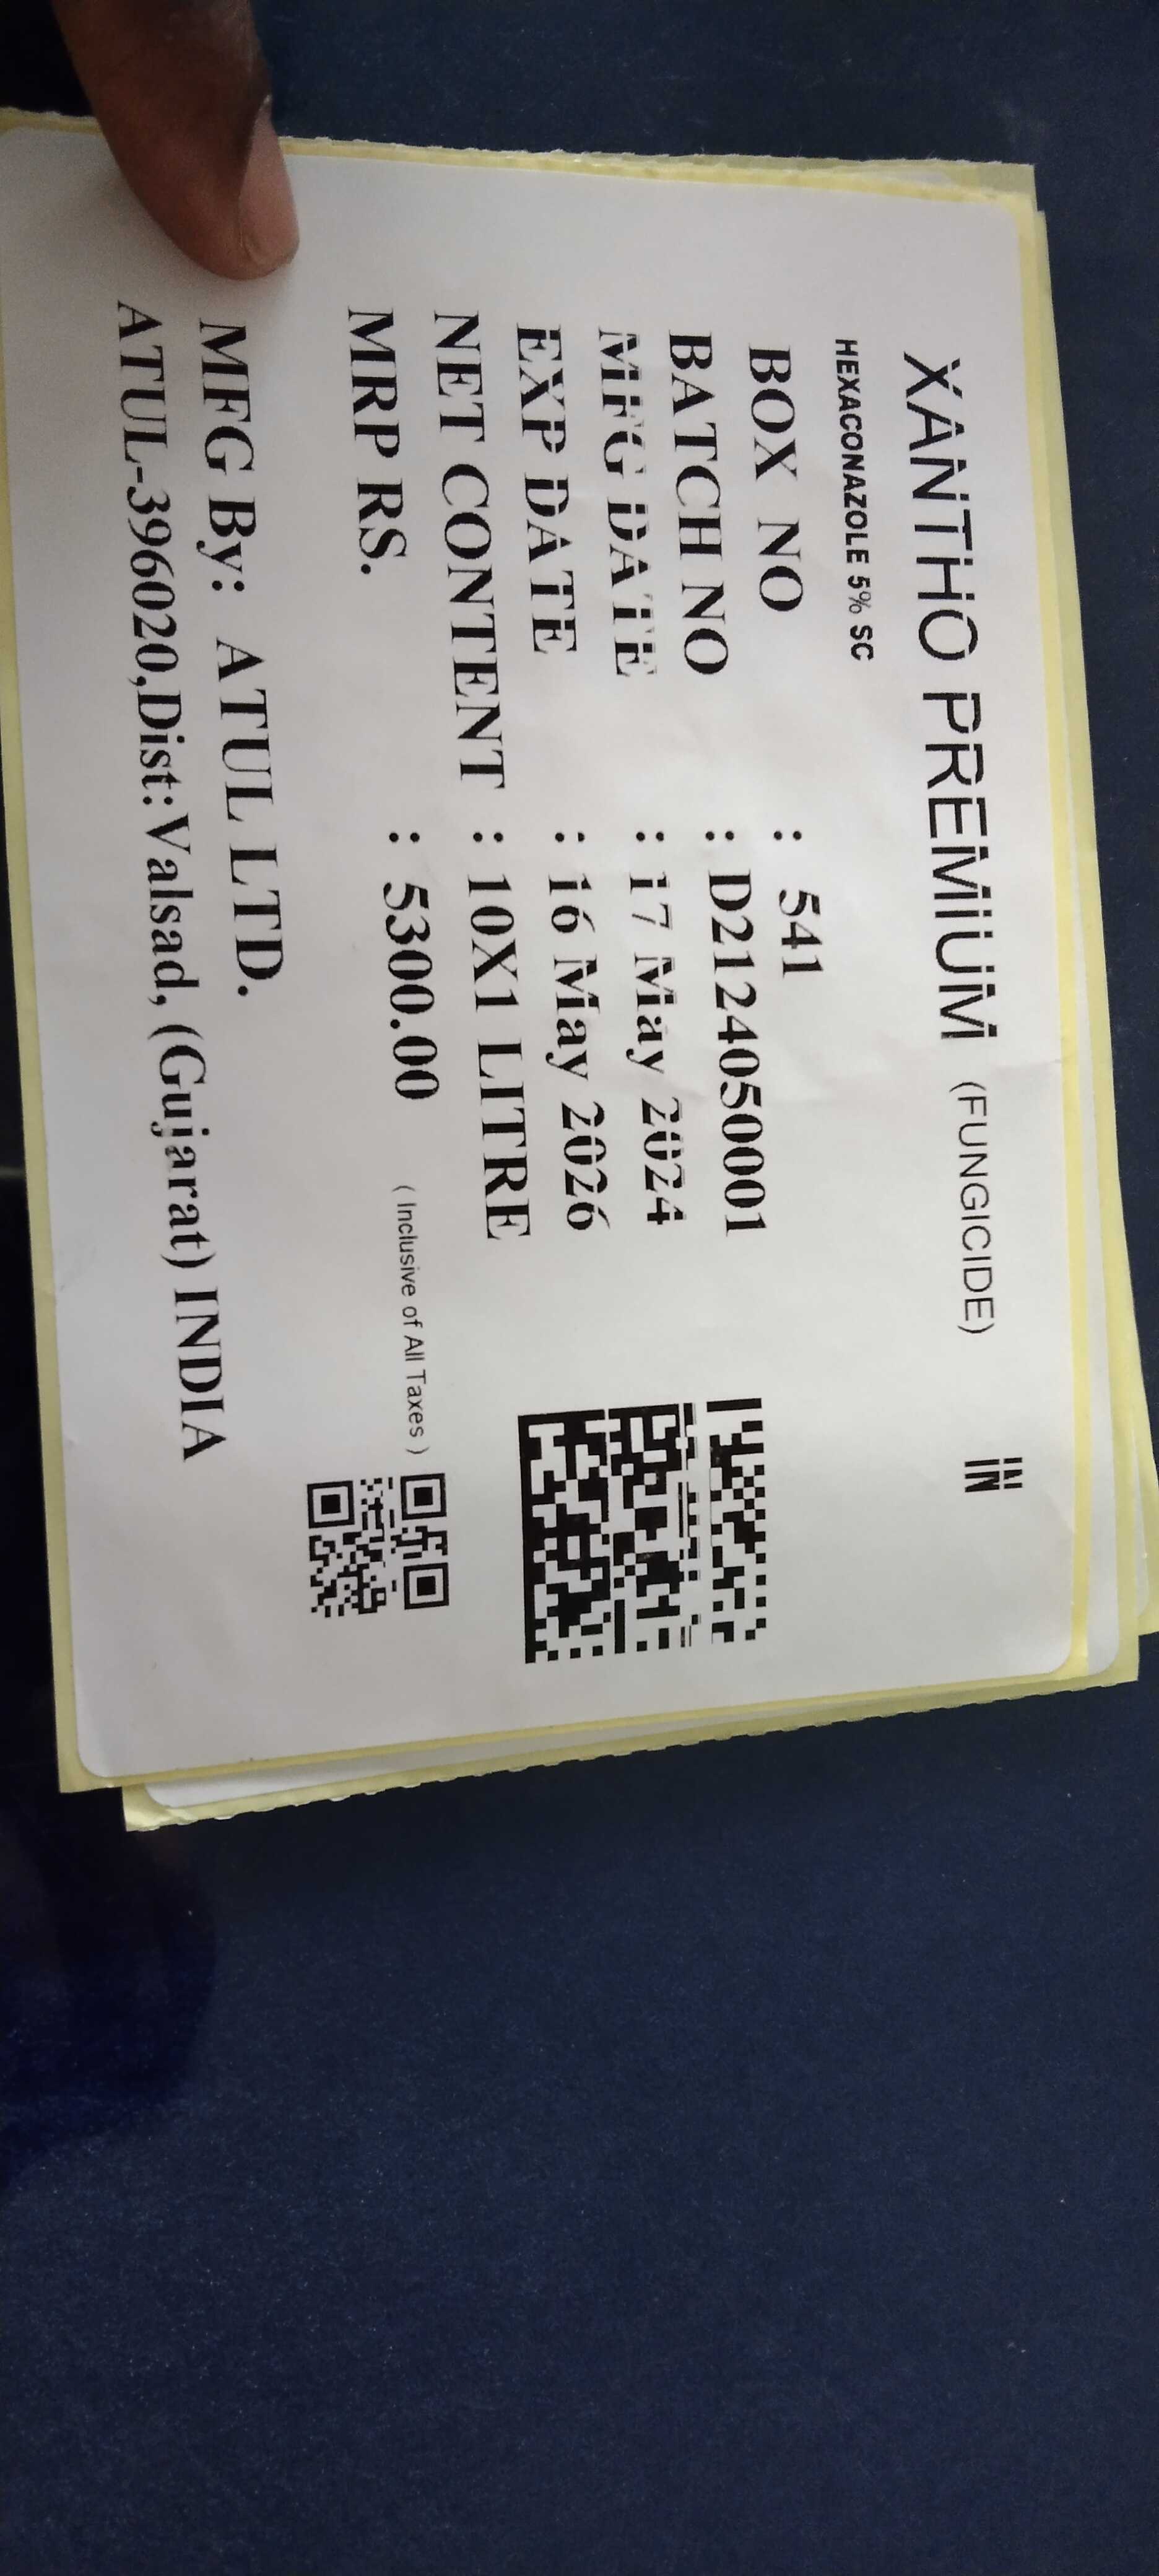 XANTHO PREMIUM (FUNGICIDE) IN
HEXACONAZOLE 5% SC
BOX NO : 541
BATCH NO : D2124050001
MFG DATE : 17 May 2024
EXP DATE : 16 May 2026
NET CONTENT : 10X1 LITRE
MRP RS. : 5300.00 ( Inclusive of All Taxes )
MFG By: ATUL LTD.
ATUL-396020,Dist:Valsad, (Gujarat) INDIA